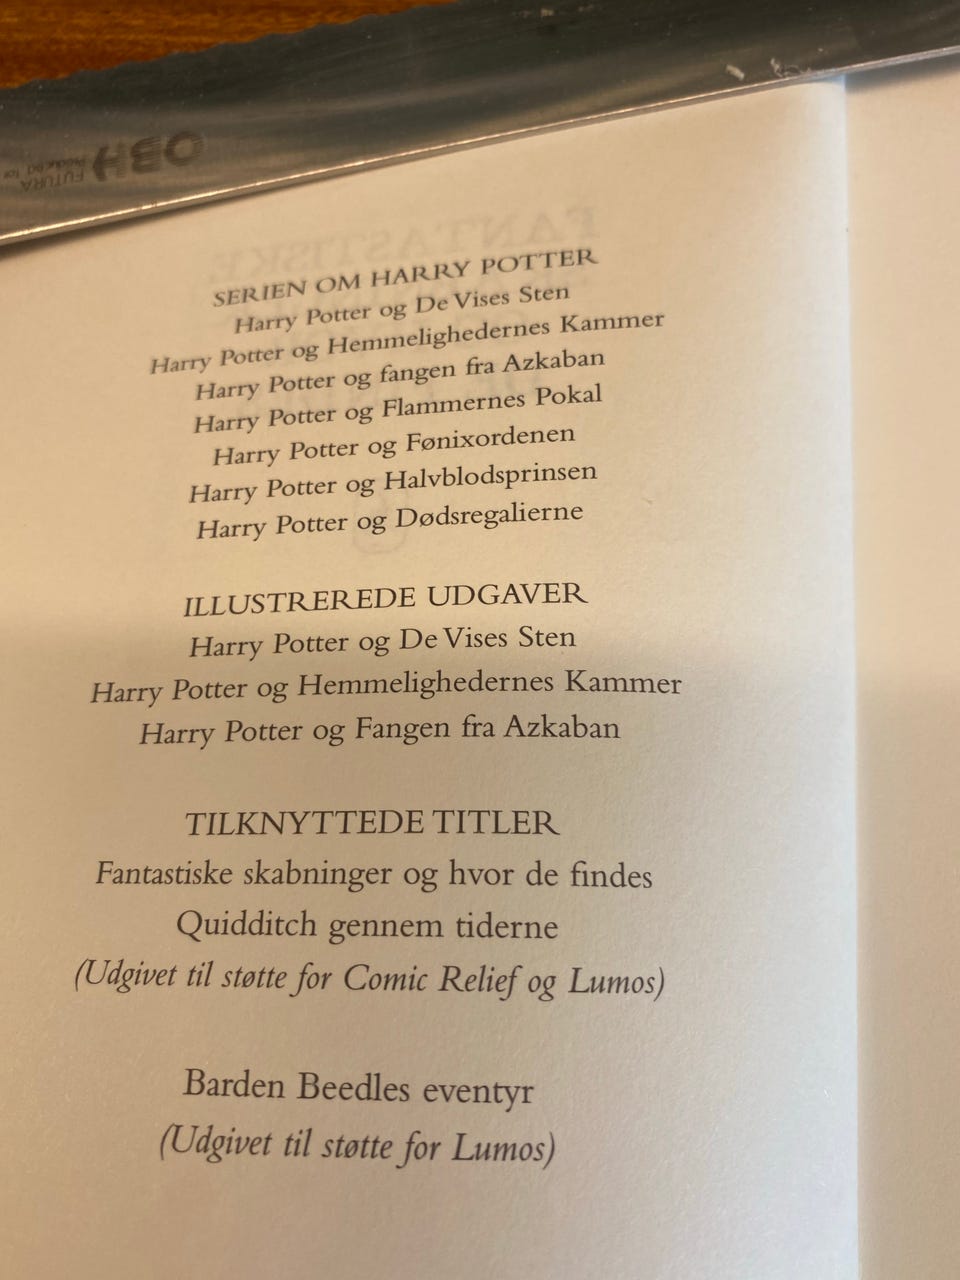 OBH
FUTURA
Produced for
SERIEN OM HARRY POTTER
Harry Potter og De Vises Sten
Harry Potter og Hemmelighedernes Kammer
Harry Potter og fangen fra Azkaban
Harry Potter og Flammernes Pokal
Harry Potter og Fønixordenen
Harry Potter og Halvblodsprinsen
Harry Potter og Dødsregalierne
ILLUSTREREDE UDGAVER
Harry Potter og De Vises Sten
Harry Potter og Hemmelighedernes Kammer
Harry Potter og Fangen fra Azkaban
TILKNYTTEDE TITLER
Fantastiske skabninger og hvor de findes
Quidditch gennem tiderne
(Udgivet til støtte for Comic Relief og Lumos)
Barden Beedles eventyr
(Udgivet til støtte for Lumos)